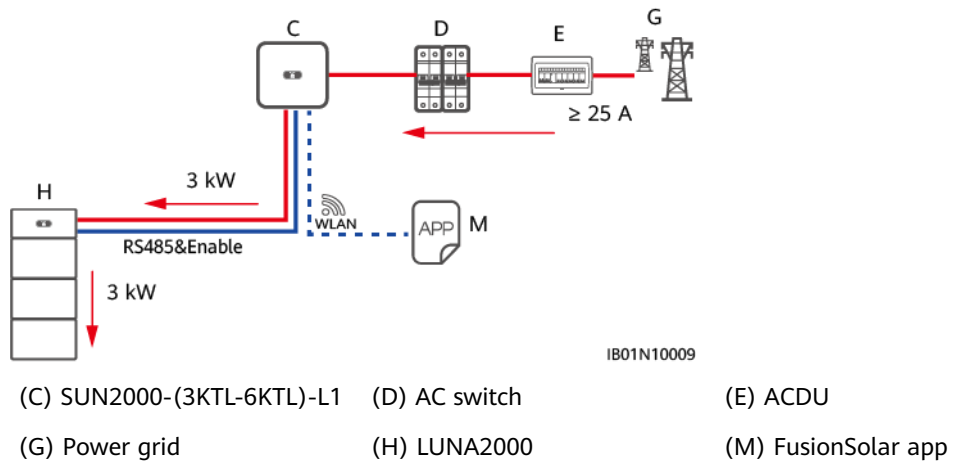 G
C
D
E
≥ 25 A
3 kW
H
WLAN
APP
M
RS485&Enable
3 kW
IB01N10009
(C) SUN2000-(3KTL-6KTL)-L1 (D) AC switch (E) ACDU
(G) Power grid (H) LUNA2000 (M) FusionSolar app